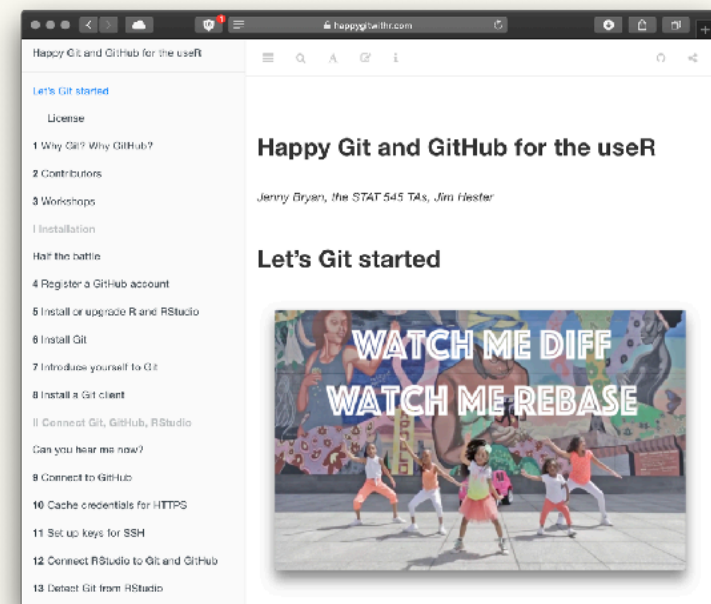 happygitwithr.com
1
Happy Git and GitHub for the useR
Let's Git started
License
1 Why Git? Why GitHub?
2 Contributors
3 Workshops
I Installation
Half the battle
4 Register a GitHub account
5 Install or upgrade R and RStudio
6 Install Git
7 Introduce yourself to Git
8 Install a Git client
II Connect Git, GitHub, RStudio
Can you hear me now?
9 Connect to GitHub
10 Cache credentials for HTTPS
11 Set up keys for SSH
12 Connect RStudio to Git and GitHub
13 Detect Git from RStudio
Happy Git and GitHub for the useR
Jenny Bryan, the STAT 545 TAs, Jim Hester
Let's Git started
WATCH ME DIFF
WATCH ME REBASE
APOLLO